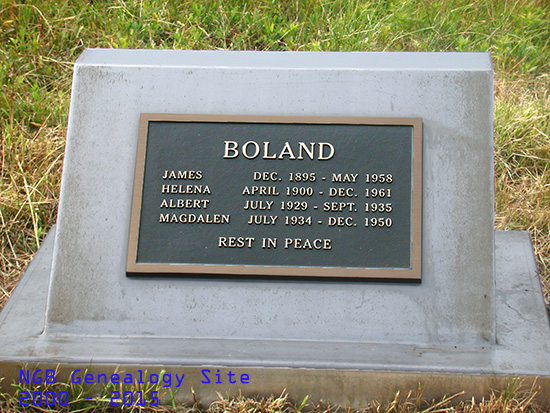 BOLAND
JAMES DEC. 1895 - MAY 1958
HELENA APRIL 1900 - DEC. 1961
ALBERT JULY 1929 - SEPT. 1935
MAGDALEN JULY 1934 - DEC. 1950
REST IN PEACE
NGB Genealogy Site
2000 - 2015